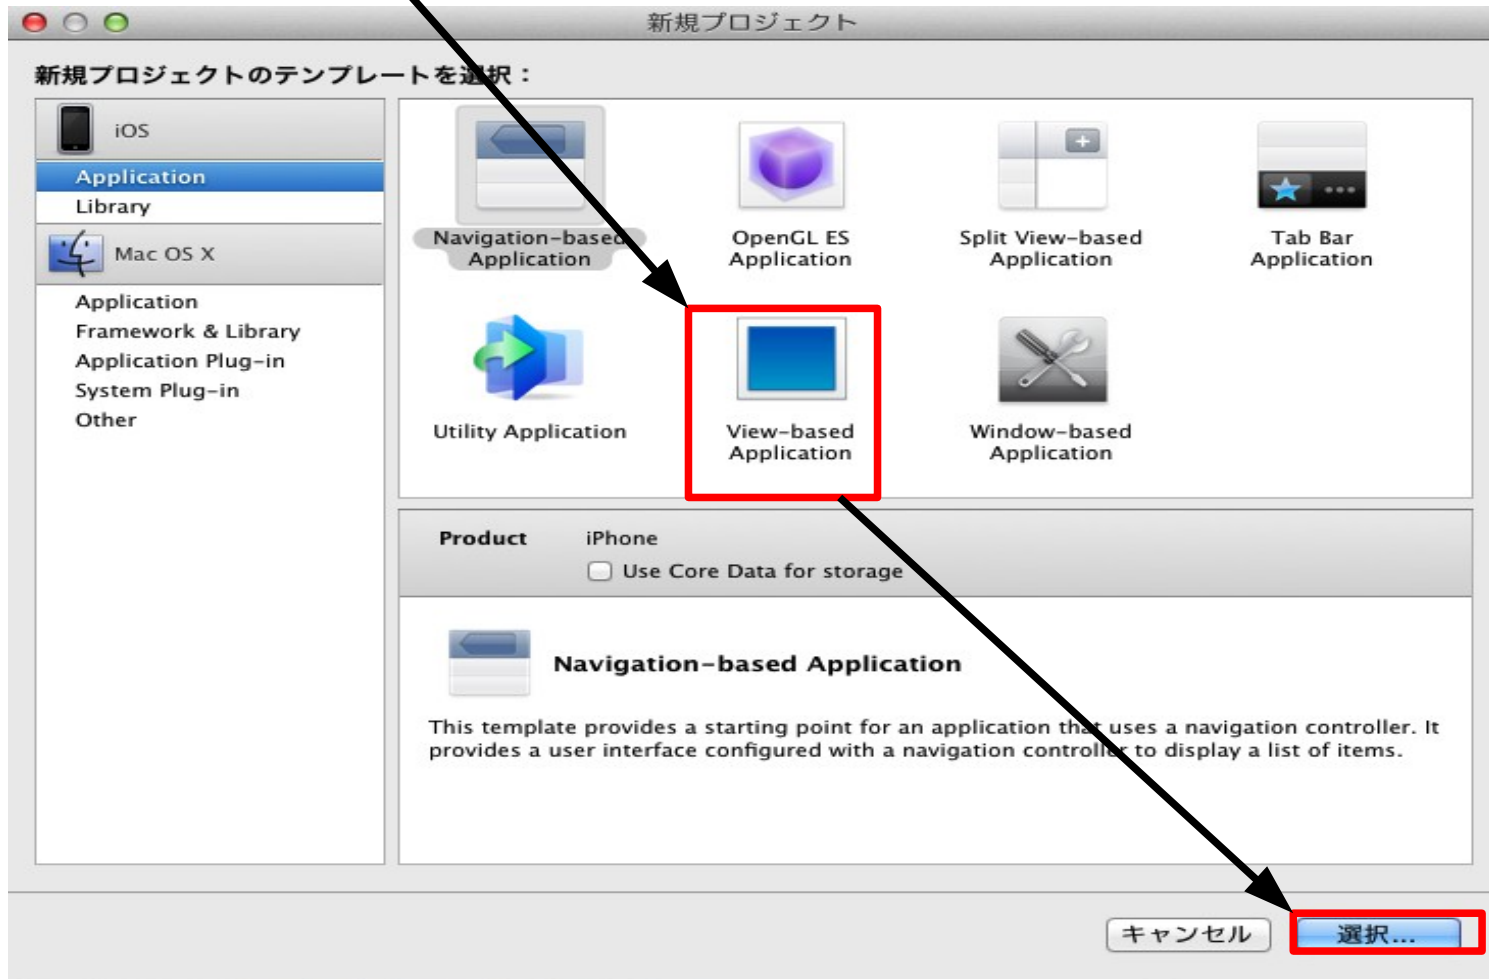 新規プロジェクト
新規プロジェクトのテンプレートを選択：
iOS
Application
Library
Mac OS X
Application
Framework & Library
Application Plug-in
System Plug-in
Other
Navigation-based
Application
OpenGL ES
Application
Split View-based
Application
Tab Bar
Application
Utility Application
View-based
Application
Window-based
Application
Product iPhone
Use Core Data for storage
Navigation-based Application
This template provides a starting point for an application that uses a navigation controller. It
provides a user interface configured with a navigation controller to display a list of items.
キャンセル
選択...